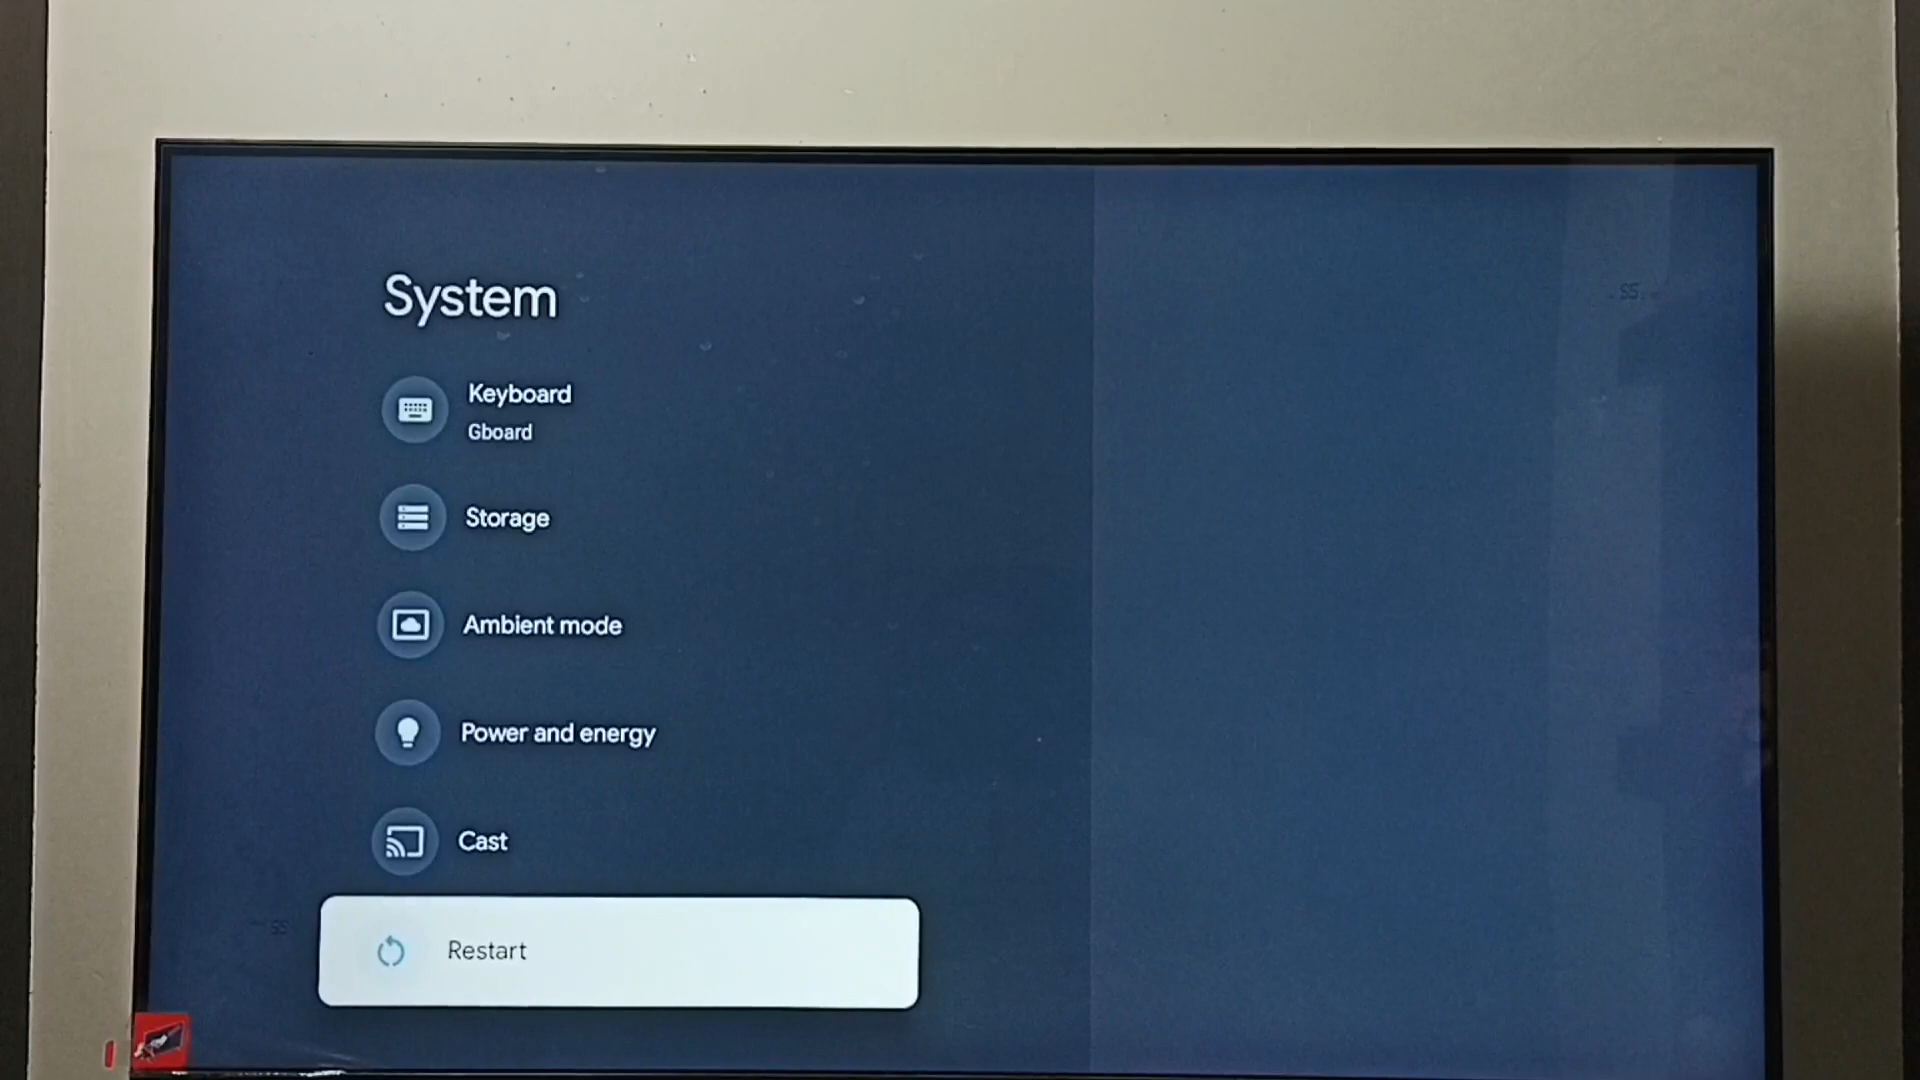 System
Keyboard
Gboard
Storage
Ambient mode
Power and energy
Cast
Restart